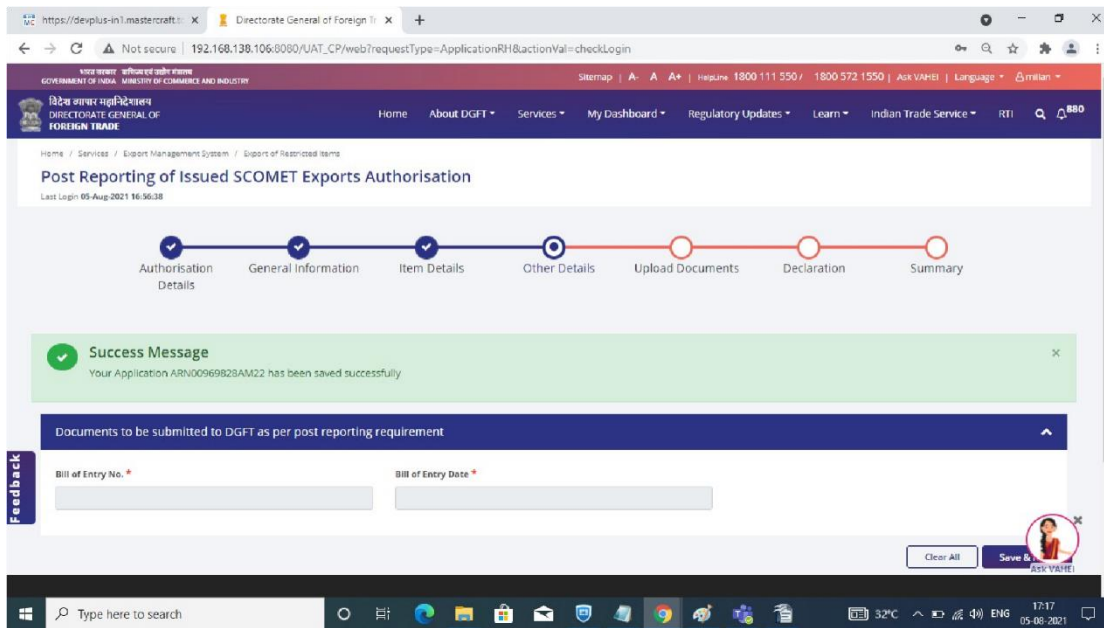 https://devplus-in1.mastercraft.t
Directorate General of Foreign Tr
Not secure | 192.168.138.106:8080/UAT_CP/web?requestType=ApplicationRH&actionVal=checkLogin
भारत सरकार वाणिज्य एवं उद्योग मंत्रालय
GOVERNMENT OF INDIA MINISTRY OF COMMERCE AND INDUSTRY
Sitemap | A- A A+ | HelpLine 1800 111 550 / 1800 572 1550 | Ask VAHEI | Language milan
विदेश व्यापार महानिदेशालय
DIRECTORATE GENERAL OF
FOREIGN TRADE
Home About DGFT Services My Dashboard Regulatory Updates Learn Indian Trade Service RTI 880
Home / Services / Export Management System / Export of Restricted Items
Post Reporting of Issued SCOMET Exports Authorisation
Last Login 05-Aug-2021 16:56:38
Authorisation Details
General Information
Item Details
Other Details
Upload Documents
Declaration
Summary
Success Message
Your Application ARN00969828AM22 has been saved successfully
Documents to be submitted to DGFT as per post reporting requirement
Bill of Entry No. *
Bill of Entry Date *
Feedback
Clear All
Save &
Ask VAHEI
Type here to search
32°C ENG
17:17
05-08-2021